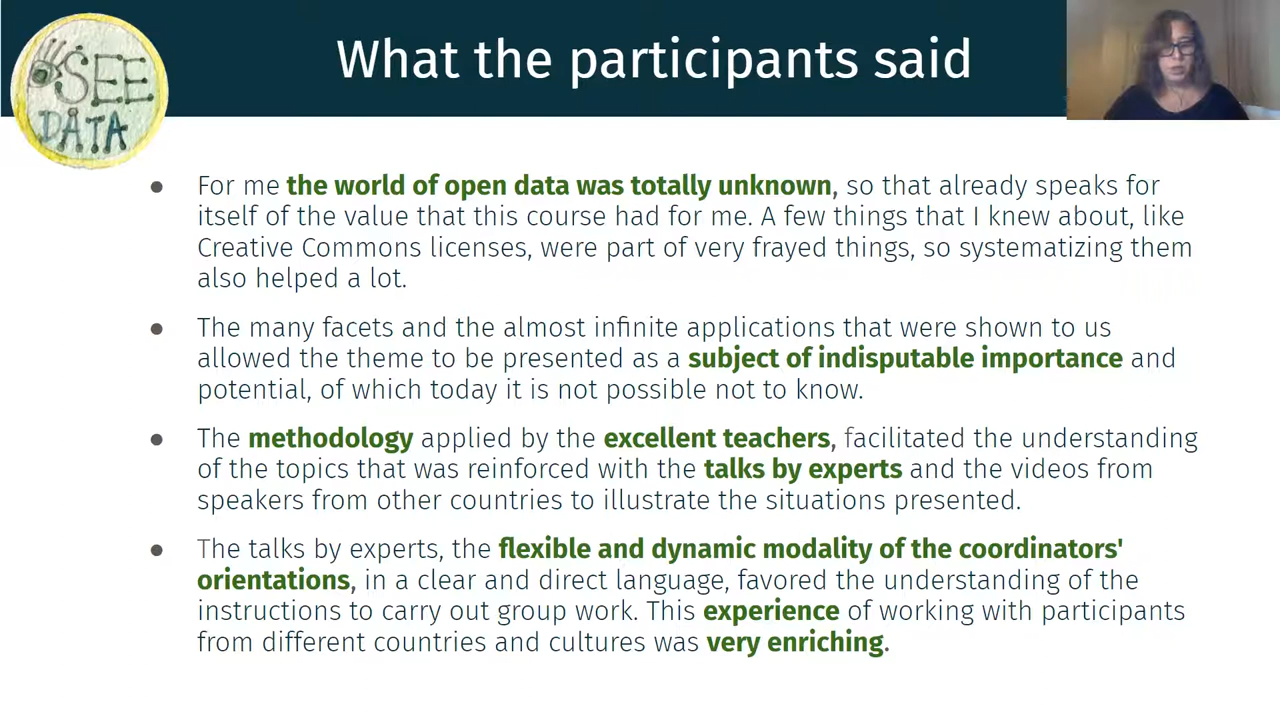 What the participants said
SEE
DATA
For me the world of open data was totally unknown, so that already speaks for
itself of the value that this course had for me. A few things that I knew about, like
Creative Commons licenses, were part of very frayed things, so systematizing them
also helped a lot.
The many facets and the almost infinite applications that were shown to us
allowed the theme to be presented as a subject of indisputable importance and
potential, of which today it is not possible not to know.
The methodology applied by the excellent teachers, facilitated the understanding
of the topics that was reinforced with the talks by experts and the videos from
speakers from other countries to illustrate the situations presented.
The talks by experts, the flexible and dynamic modality of the coordinators'
orientations, in a clear and direct language, favored the understanding of the
instructions to carry out group work. This experience of working with participants
from different countries and cultures was very enriching.